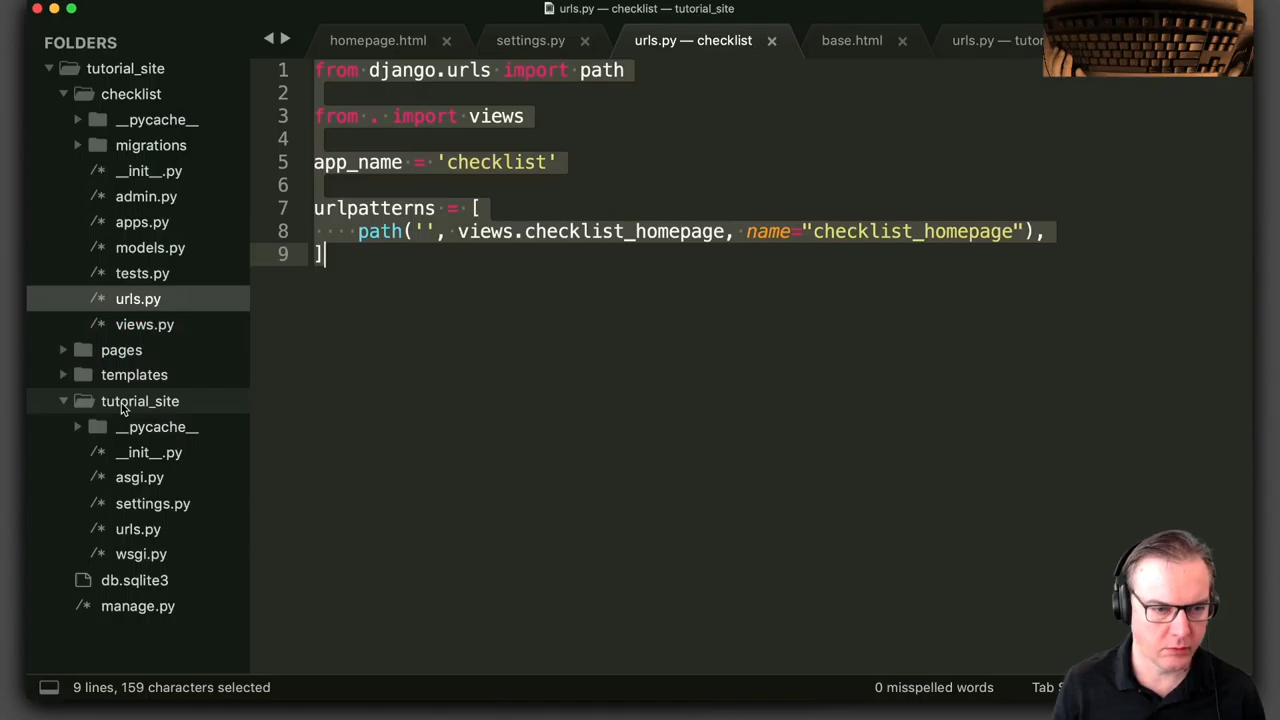 urls.py — checklist — tutorial_site
FOLDERS
tutorial_site
checklist
__pycache__
migrations
/* __init__.py
/* admin.py
/* apps.py
/* models.py
/* tests.py
/* urls.py
/* views.py
pages
templates
tutorial_site
__pycache__
/* __init__.py
/* asgi.py
/* settings.py
/* urls.py
/* wsgi.py
db.sqlite3
/* manage.py
homepage.html × settings.py × urls.py — checklist × base.html × urls.py — tutor
1 from django.urls import path
2
3 from . import views
4
5 app_name = 'checklist'
6
7 urlpatterns = [
8 path('', views.checklist_homepage, name="checklist_homepage"),
9 ]
9 lines, 159 characters selected
0 misspelled words
Tab S